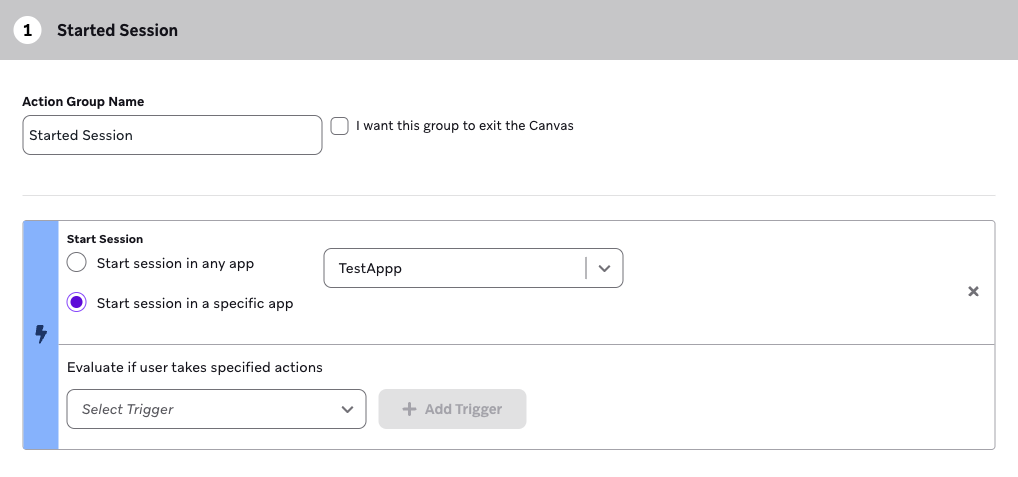 1 Started Session
Action Group Name
Started Session
I want this group to exit the Canvas
Start Session
Start session in any app
TestAppp
Start session in a specific app
Evaluate if user takes specified actions
Select Trigger
Add Trigger